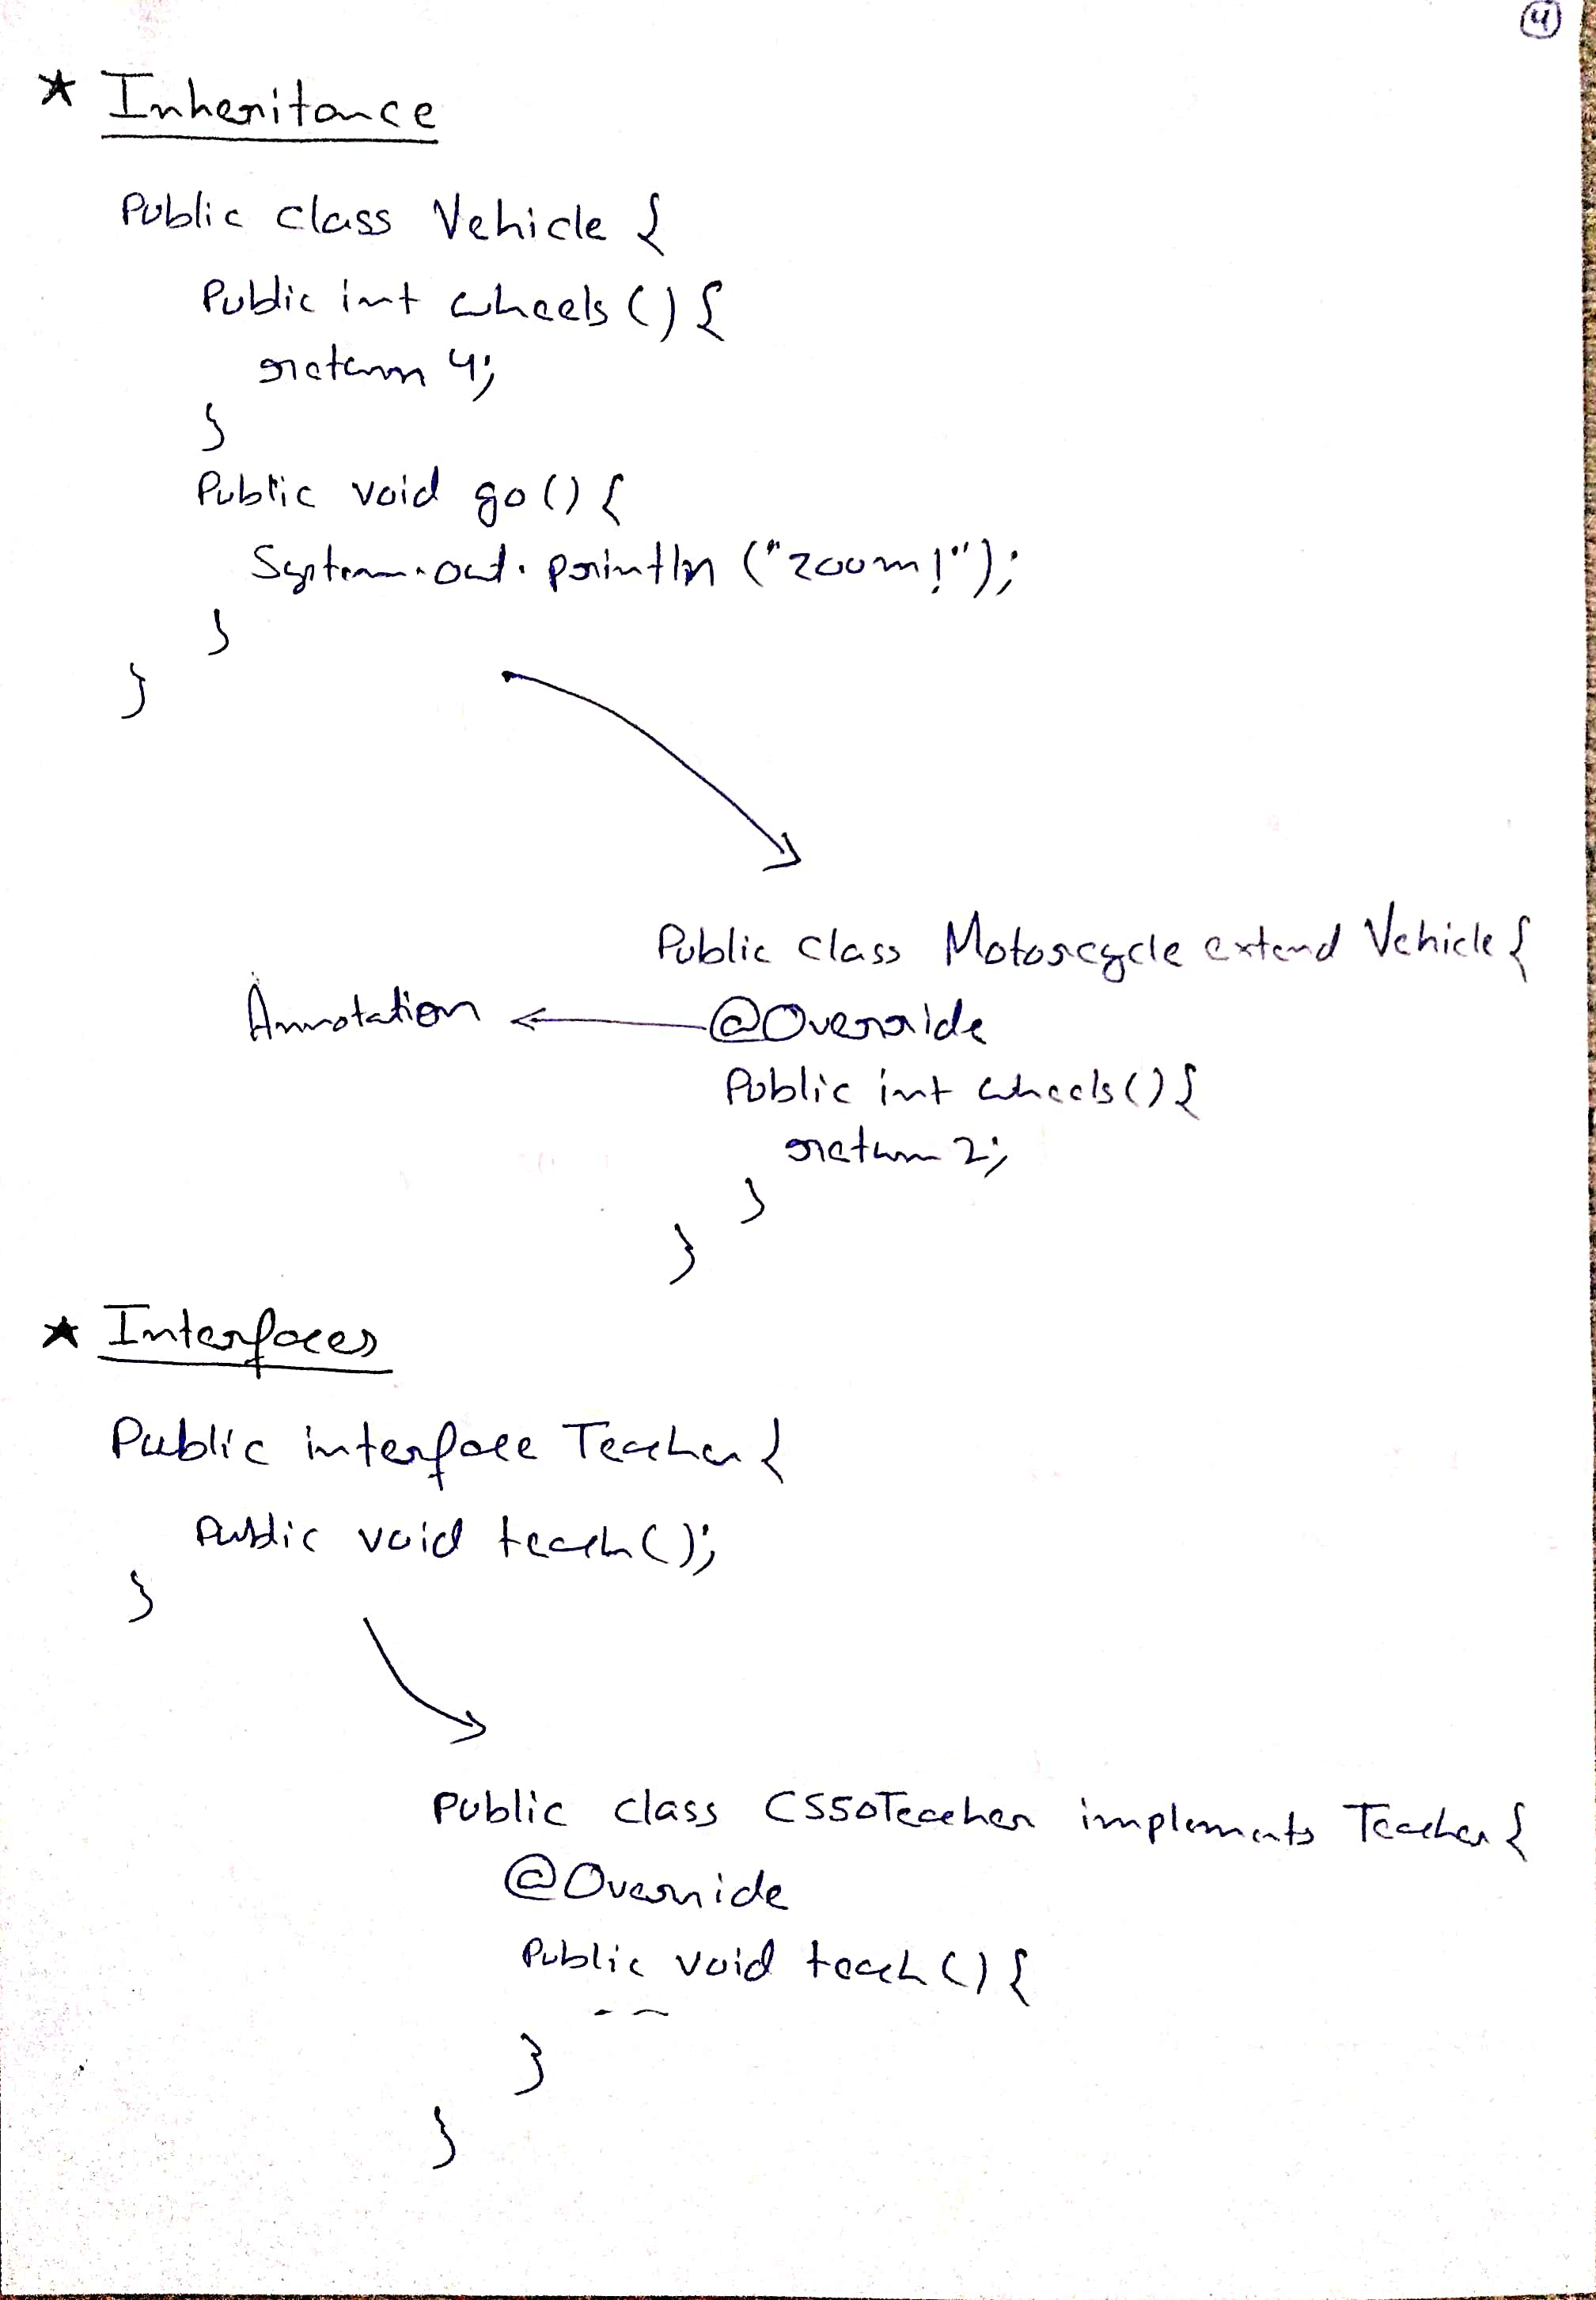 4
★ Inheritance
Public class Vehicle {
Public int wheels () {
return 4;
}
Public void go () {
System.out.println ("zoom!");
}
}
Public class Motorcycle extend Vehicle {
Annotation ← @Override
Public int wheels () {
return 2;
}
}
★ Interfaces
Public interface Teacher {
Public void teach ();
}
Public class CS50Teacher implements Teacher {
@Override
Public void teach () {
- -
}
}